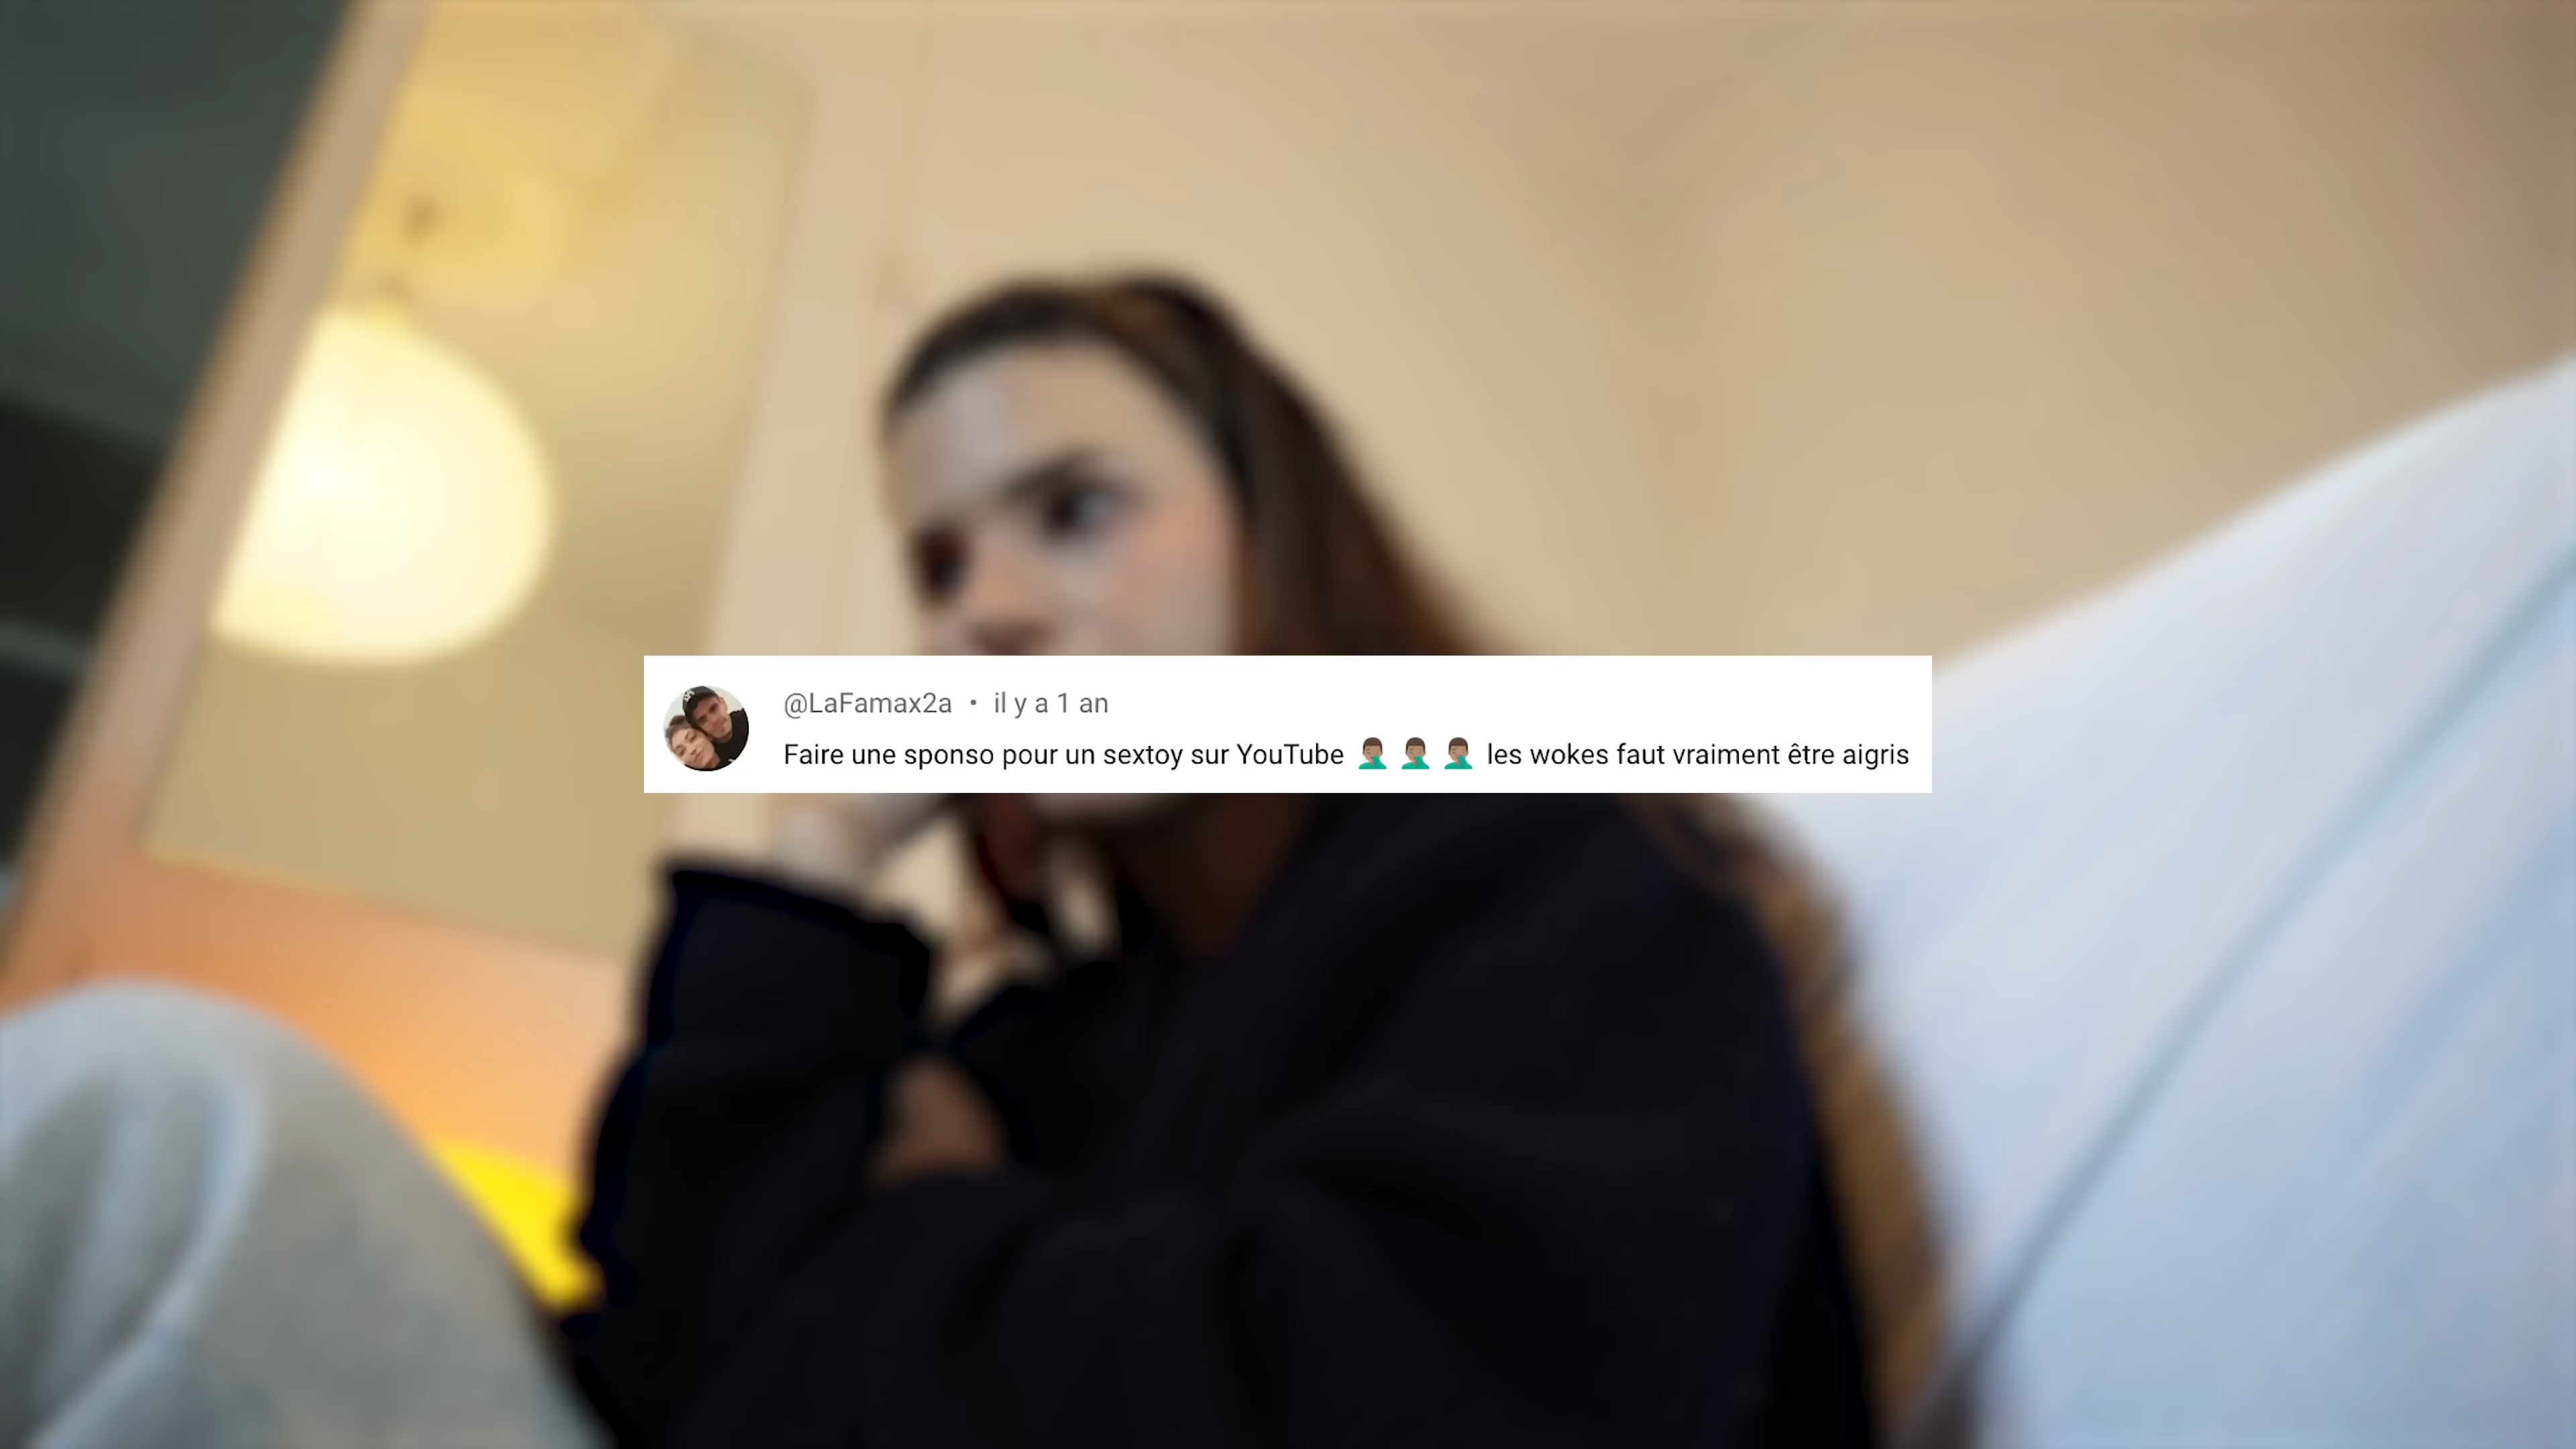 @LaFamax2a • il y a 1 an
Faire une sponso pour un sextoy sur YouTube 🤦🏽‍♂️ 🤦🏽‍♂️ 🤦🏽‍♂️ les wokes faut vraiment être aigris